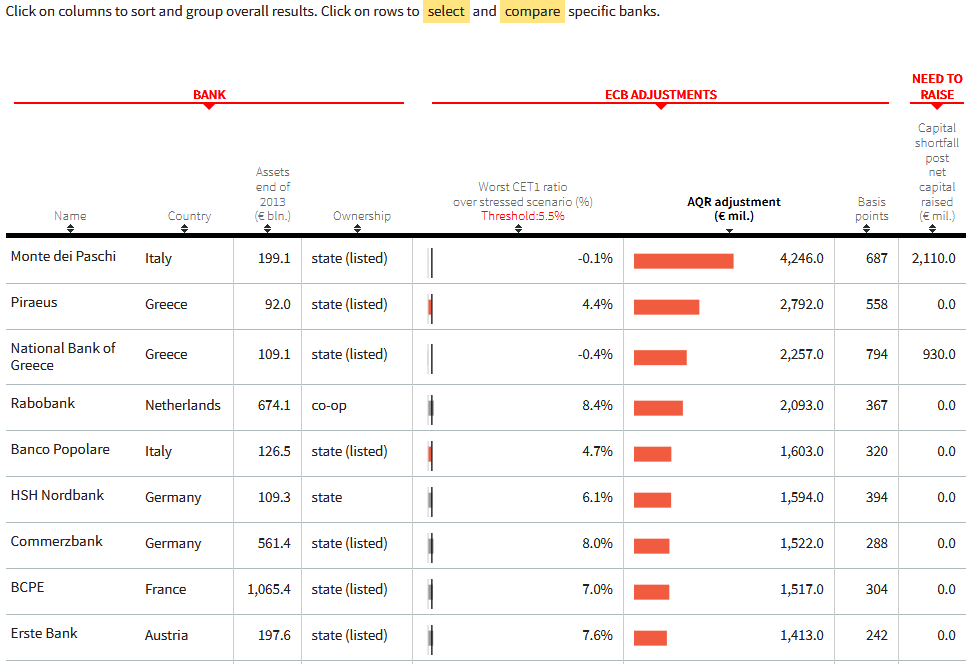 Click on columns to sort and group overall results. Click on rows to select and compare specific banks.
NEED TO
BANK ECB ADJUSTMENTS RAISE
Capital
shortfall
post
Assets net
end of Worst CET1 ratio capital
2013 over stressed scenario (%) AQR adjustment Basis raised
Name Country (€ bln.) Ownership Threshold:5.5% (€ mil.) points (€ mil.)
Monte dei Paschi Italy 199.1 state (listed) -0.1% 4,246.0 687 2,110.0
Piraeus Greece 92.0 state (listed) 4.4% 2,792.0 558 0.0
National Bank of
Greece Greece 109.1 state (listed) -0.4% 2,257.0 794 930.0
Rabobank Netherlands 674.1 co-op 8.4% 2,093.0 367 0.0
Banco Popolare Italy 126.5 state (listed) 4.7% 1,603.0 320 0.0
HSH Nordbank Germany 109.3 state 6.1% 1,594.0 394 0.0
Commerzbank Germany 561.4 state (listed) 8.0% 1,522.0 288 0.0
BCPE France 1,065.4 state (listed) 7.0% 1,517.0 304 0.0
Erste Bank Austria 197.6 state (listed) 7.6% 1,413.0 242 0.0